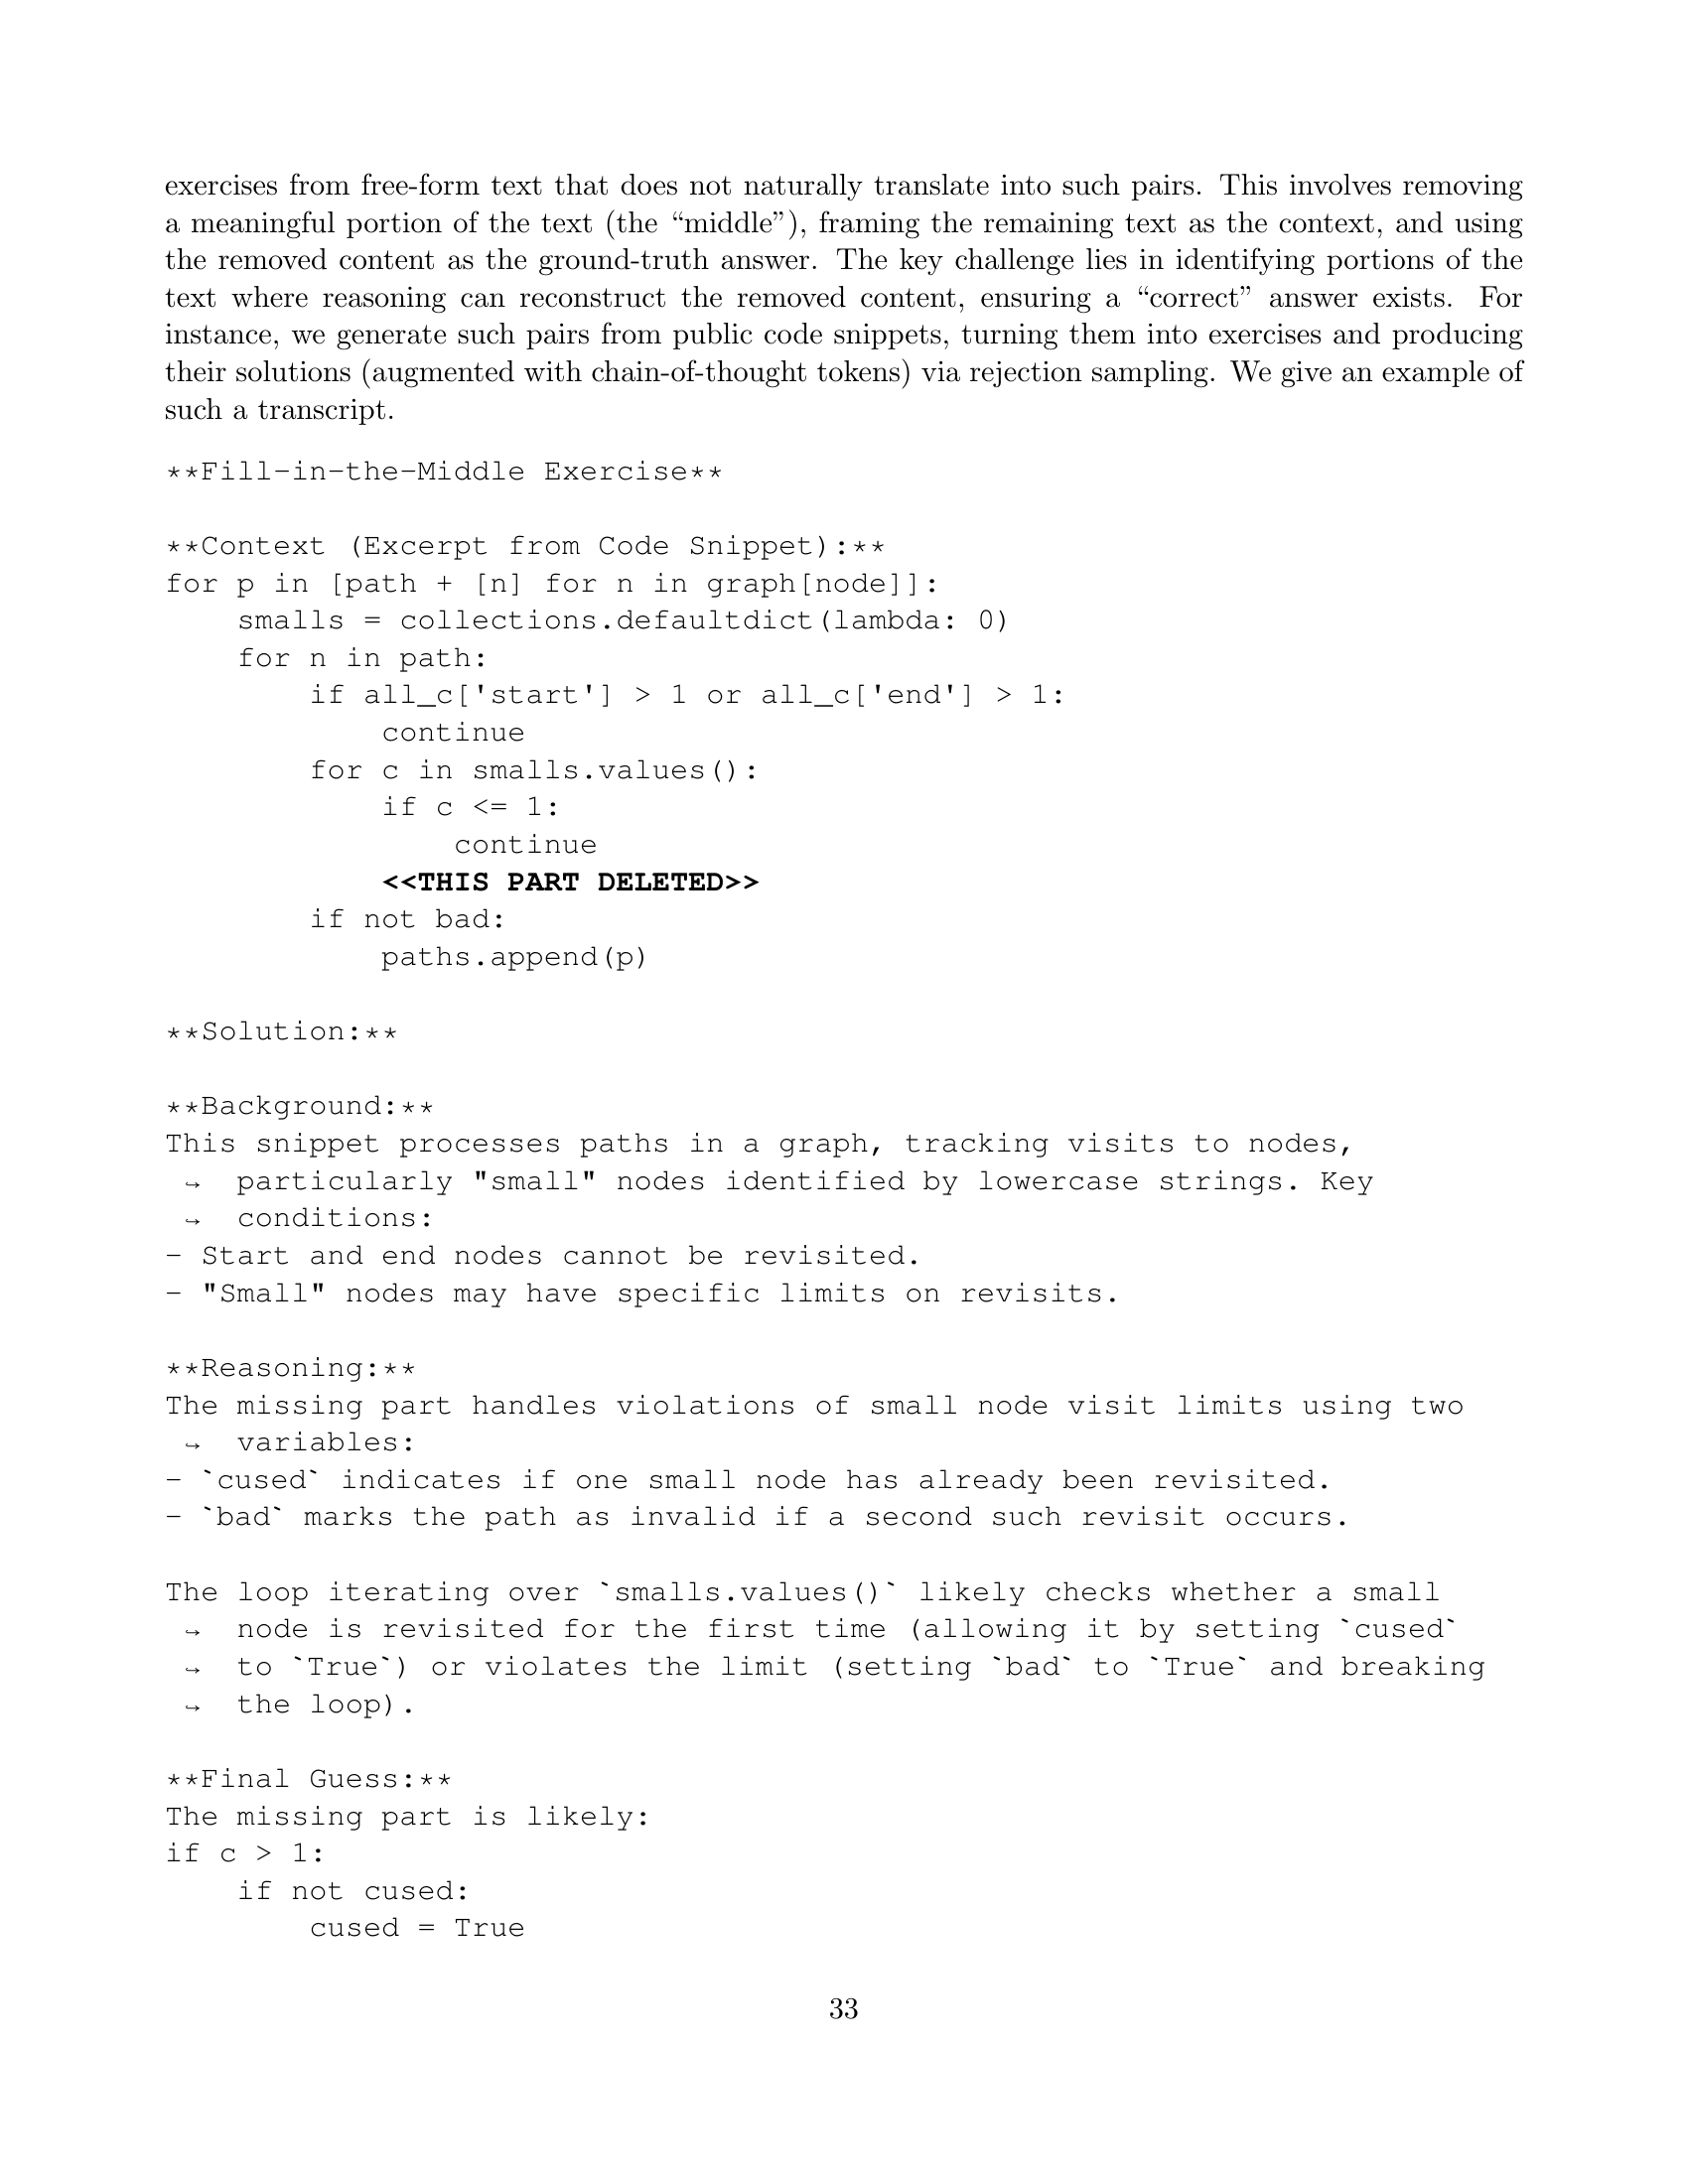 exercises from free-form text that does not naturally translate into such pairs. This involves removing
a meaningful portion of the text (the “middle”), framing the remaining text as the context, and using
the removed content as the ground-truth answer. The key challenge lies in identifying portions of the
text where reasoning can reconstruct the removed content, ensuring a “correct” answer exists. For
instance, we generate such pairs from public code snippets, turning them into exercises and producing
their solutions (augmented with chain-of-thought tokens) via rejection sampling. We give an example of
such a transcript.
**Fill-in-the-Middle Exercise**
**Context (Excerpt from Code Snippet):**
for p in [path + [n] for n in graph[node]]:
    smalls = collections.defaultdict(lambda: 0)
    for n in path:
        if all_c['start'] > 1 or all_c['end'] > 1:
            continue
        for c in smalls.values():
            if c <= 1:
                continue
            <<THIS PART DELETED>>
        if not bad:
            paths.append(p)
**Solution:**
**Background:**
This snippet processes paths in a graph, tracking visits to nodes,
↪ particularly "small" nodes identified by lowercase strings. Key
↪ conditions:
- Start and end nodes cannot be revisited.
- "Small" nodes may have specific limits on revisits.
**Reasoning:**
The missing part handles violations of small node visit limits using two
↪ variables:
- `cused` indicates if one small node has already been revisited.
- `bad` marks the path as invalid if a second such revisit occurs.
The loop iterating over `smalls.values()` likely checks whether a small
↪ node is revisited for the first time (allowing it by setting `cused`
↪ to `True`) or violates the limit (setting `bad` to `True` and breaking
↪ the loop).
**Final Guess:**
The missing part is likely:
if c > 1:
    if not cused:
        cused = True
33